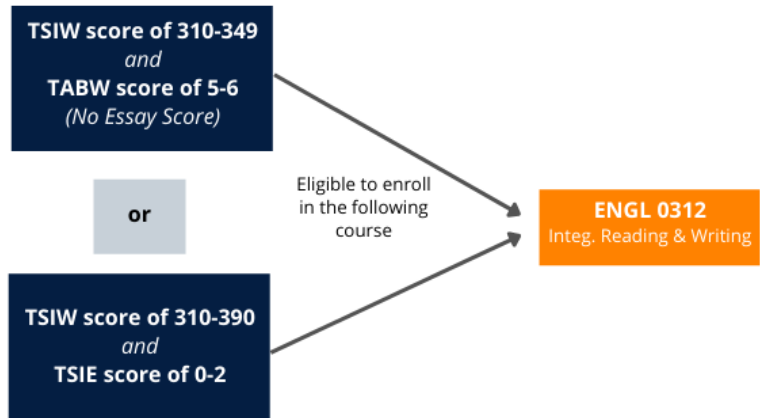 TSIW score of 310-349
and
TABW score of 5-6
(No Essay Score)
or
TSIW score of 310-390
and
TSIE score of 0-2
Eligible to enroll
in the following
course
ENGL 0312
Integ. Reading & Writing